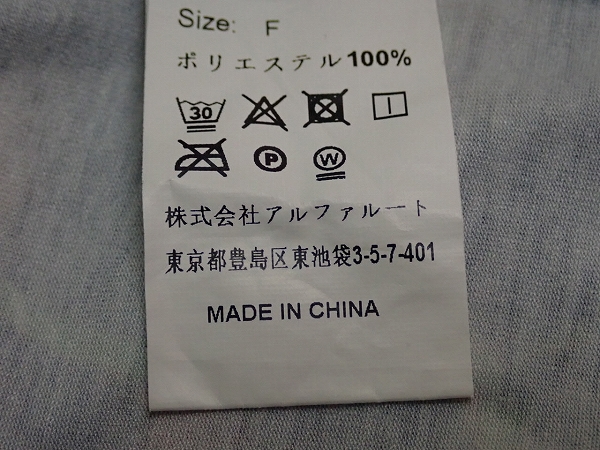 Size: F
ポリエステル100%
30
P W
株式会社アルファルート
東京都豊島区東池袋3-5-7-401
MADE IN CHINA